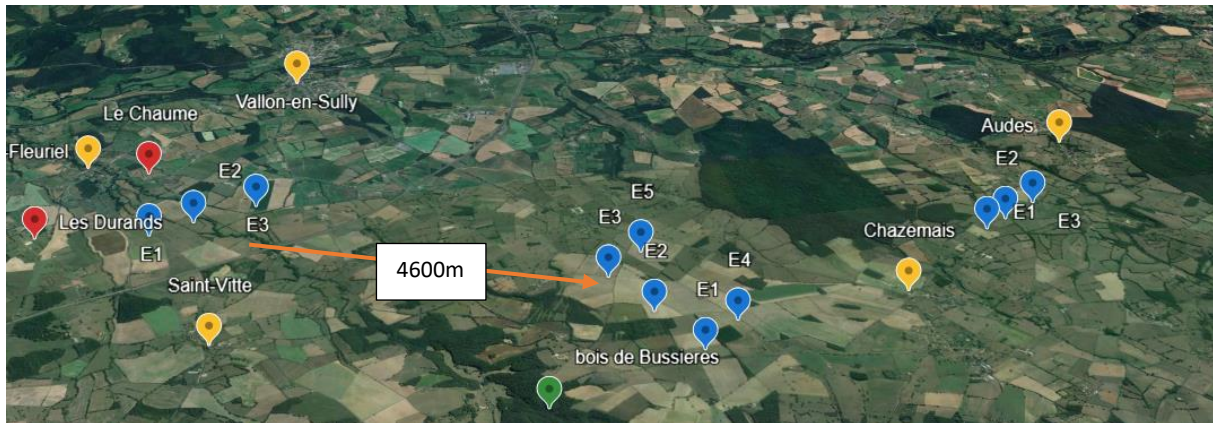 Vallon-en-Sully
Le Chaume
Audes
-Fleuriel
E2
E2
E5
Les Durands
E3
E3
E1
E3
Chazemais
E1
E2
E4
4600m
Saint-Vitte
E1
bois de Bussieres